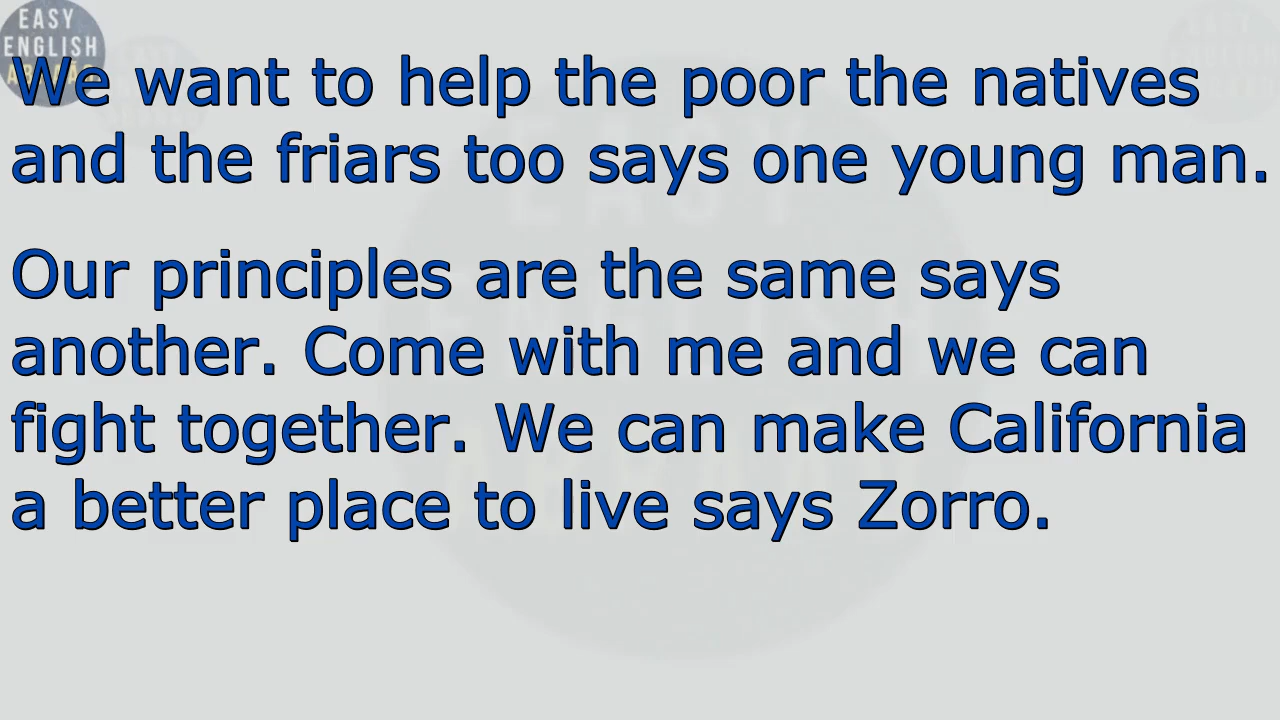 EASY
ENGLISH
We want to help the poor the natives
and the friars too says one young man.
Our principles are the same says
another. Come with me and we can
fight together. We can make California
a better place to live says Zorro.